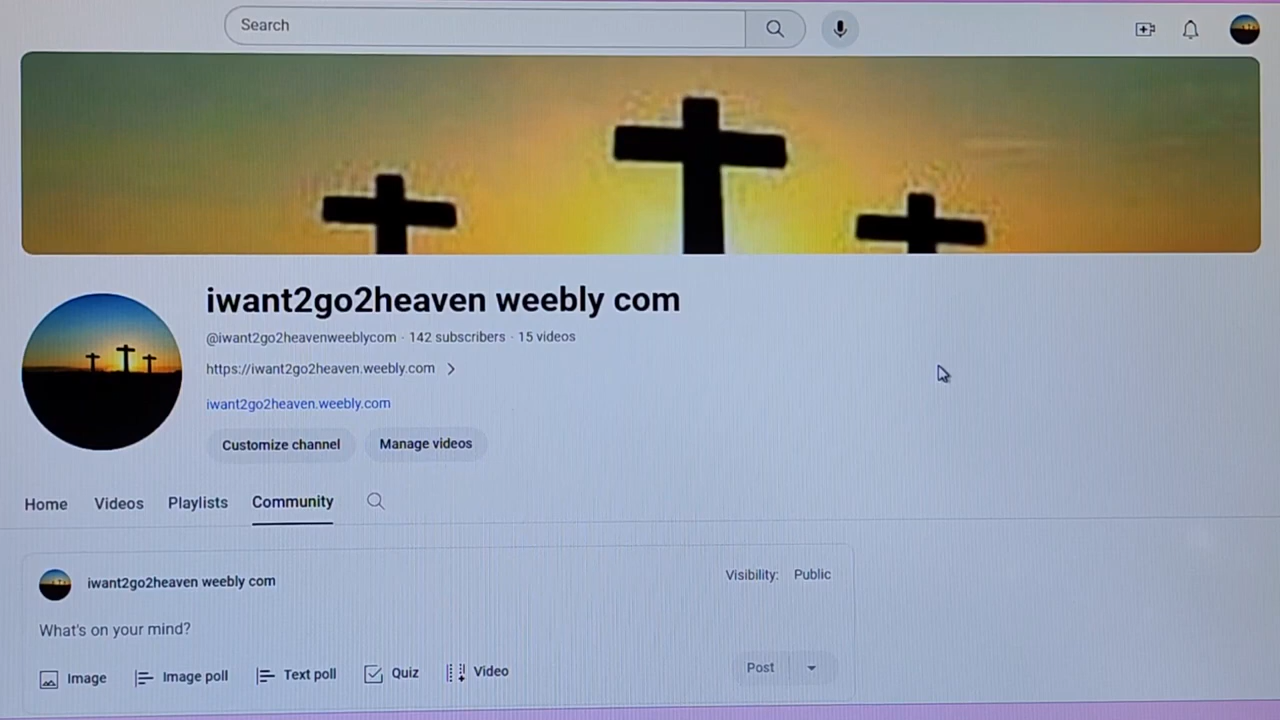 Search
iwant2go2heaven weebly com
@iwant2go2heavenweeblycom · 142 subscribers · 15 videos
https://iwant2go2heaven.weebly.com
iwant2go2heaven.weebly.com
Customize channel Manage videos
Home Videos Playlists Community
iwant2go2heaven weebly com Visibility: Public
What's on your mind?
Image Image poll Text poll Quiz Video Post